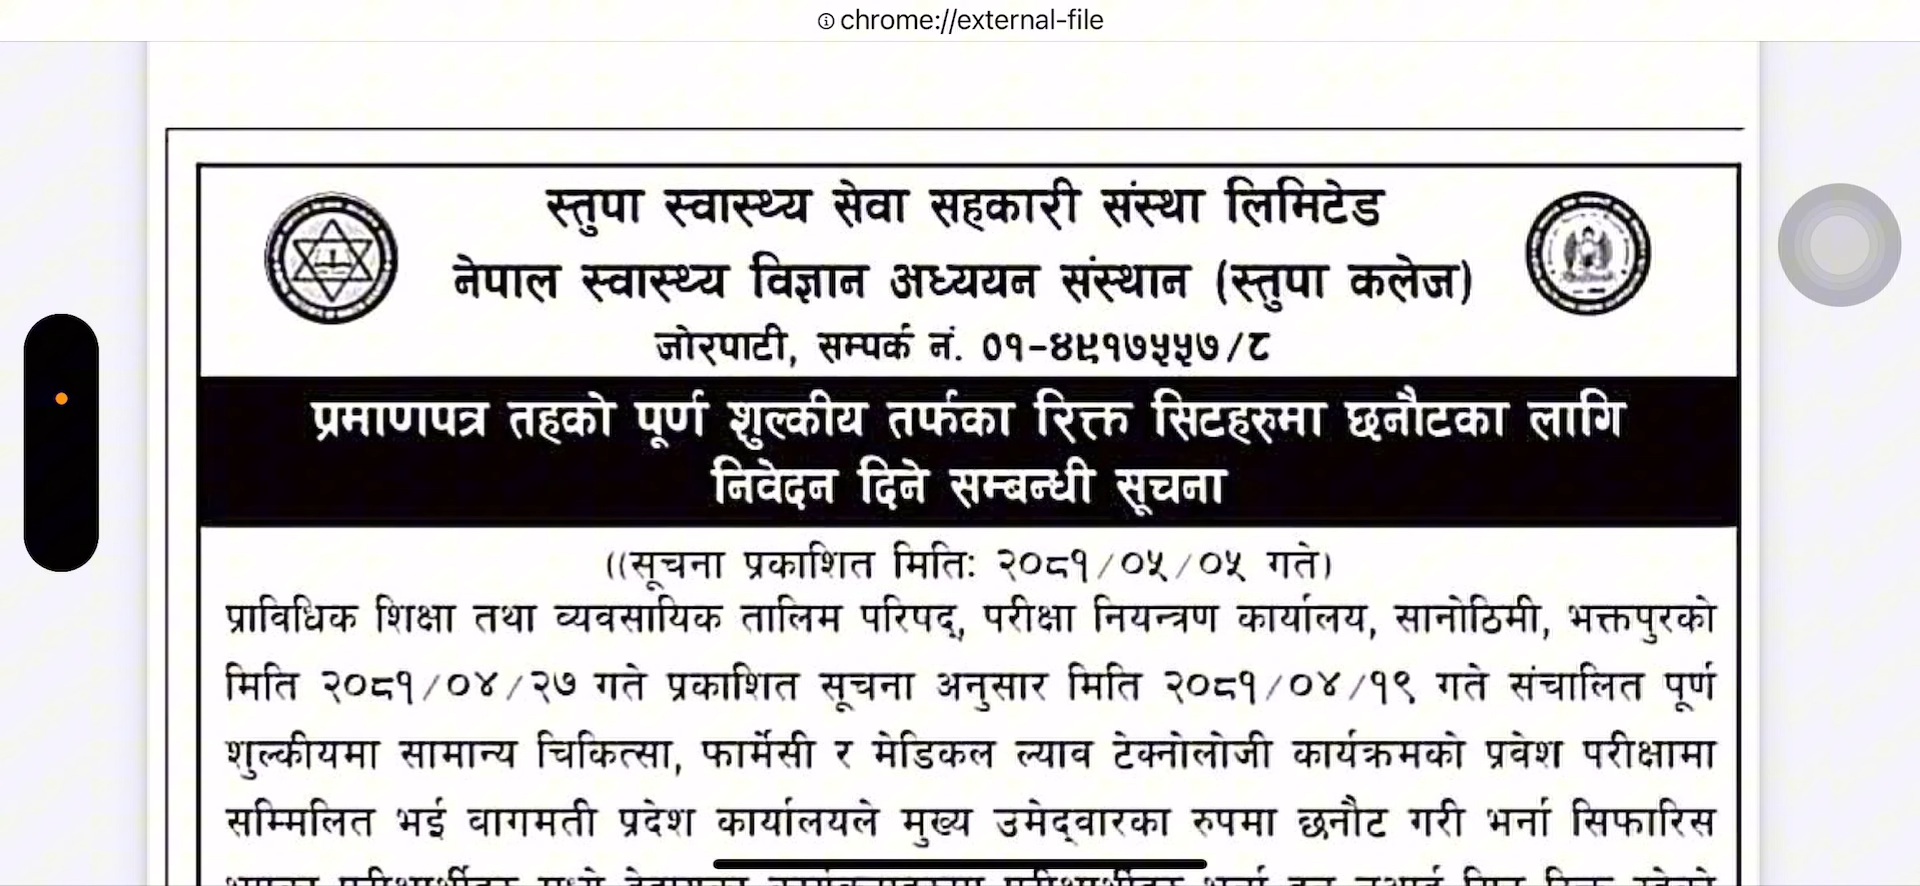 chrome://external-file
स्तुपा स्वास्थ्य सेवा सहकारी संस्था लिमिटेड
नेपाल स्वास्थ्य विज्ञान अध्ययन संस्थान (स्तुपा कलेज)
जोरपाटी, सम्पर्क नं. ०१-४९१७५५७/८
प्रमाणपत्र तहको पूर्ण शुल्कीय तर्फका रिक्त सिटहरुमा छनौटका लागि
निवेदन दिने सम्बन्धी सूचना
((सूचना प्रकाशित मिति: २०८१/०५/०५ गते)
प्राविधिक शिक्षा तथा व्यवसायिक तालिम परिषद्, परीक्षा नियन्त्रण कार्यालय, सानोठिमी, भक्तपुरको
मिति २०८१/०४/२७ गते प्रकाशित सूचना अनुसार मिति २०८१/०४/१९ गते संचालित पूर्ण
शुल्कीयमा सामान्य चिकित्सा, फार्मेसी र मेडिकल ल्याव टेक्नोलोजी कार्यक्रमको प्रवेश परीक्षामा
सम्मिलित भई वागमती प्रदेश कार्यालयले मुख्य उमेद्वारका रुपमा छनौट गरी भर्ना सिफारिस